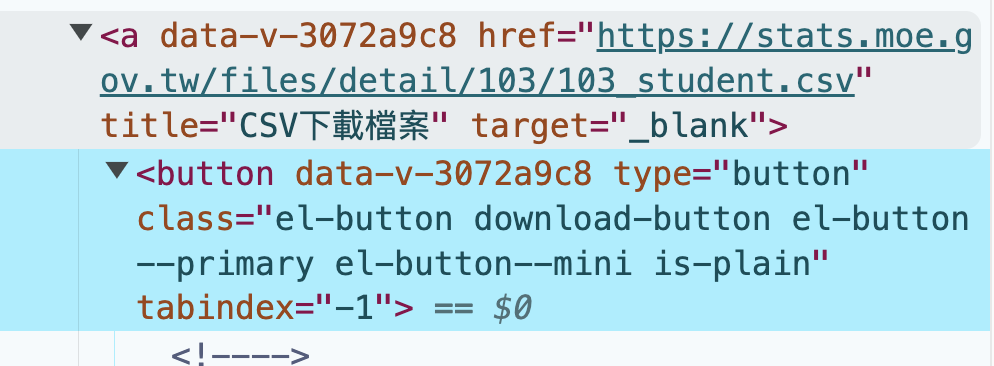 ▼<a data-v-3072a9c8 href="https://stats.moe.g
ov.tw/files/detail/103/103_student.csv"
title="CSV下載檔案" target="_blank">
▼<button data-v-3072a9c8 type="button"
class="el-button download-button el-button
--primary el-button--mini is-plain"
tabindex="-1"> == $0
<!---->